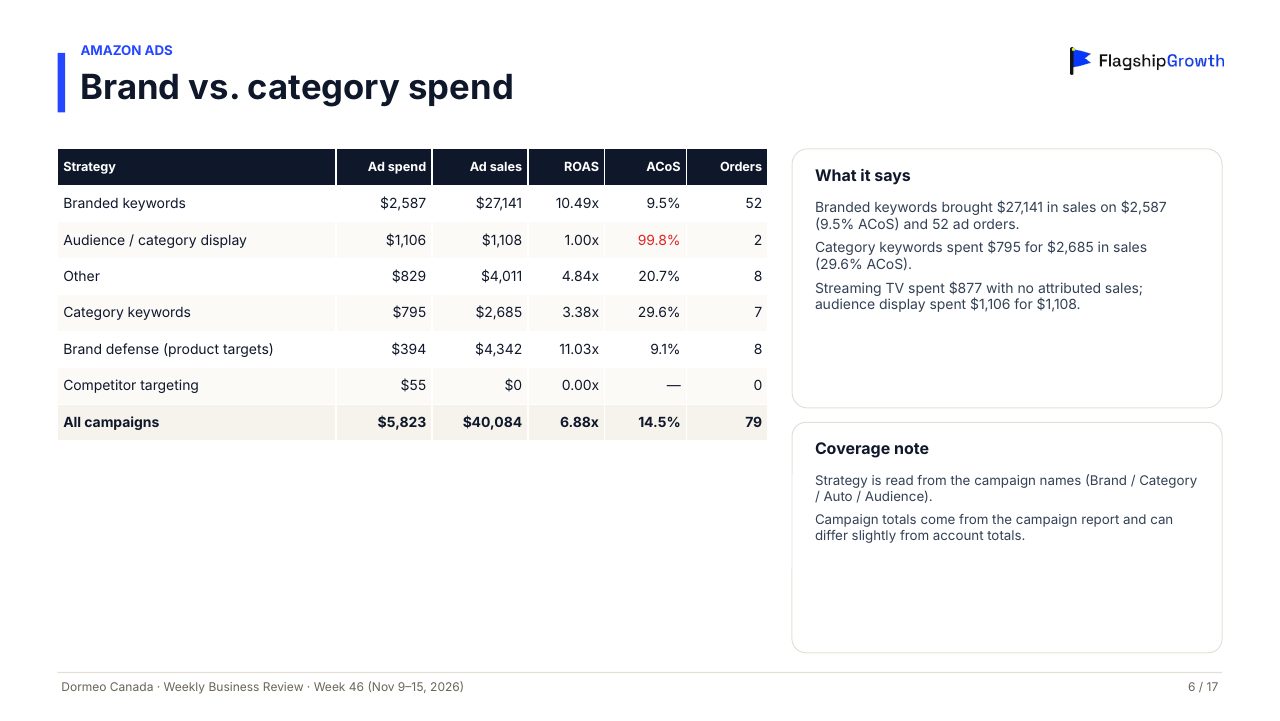 AMAZON ADS
Brand vs. category spend
FlagshipGrowth
Strategy Ad spend Ad sales ROAS ACoS Orders
Branded keywords $2,587 $27,141 10.49x 9.5% 52
Audience / category display $1,106 $1,108 1.00x 99.8% 2
Other $829 $4,011 4.84x 20.7% 8
Category keywords $795 $2,685 3.38x 29.6% 7
Brand defense (product targets) $394 $4,342 11.03x 9.1% 8
Competitor targeting $55 $0 0.00x — 0
All campaigns $5,823 $40,084 6.88x 14.5% 79
What it says
Branded keywords brought $27,141 in sales on $2,587
(9.5% ACoS) and 52 ad orders.
Category keywords spent $795 for $2,685 in sales
(29.6% ACoS).
Streaming TV spent $877 with no attributed sales;
audience display spent $1,106 for $1,108.
Coverage note
Strategy is read from the campaign names (Brand / Category
/ Auto / Audience).
Campaign totals come from the campaign report and can
differ slightly from account totals.
Dormeo Canada · Weekly Business Review · Week 46 (Nov 9–15, 2026)
6 / 17